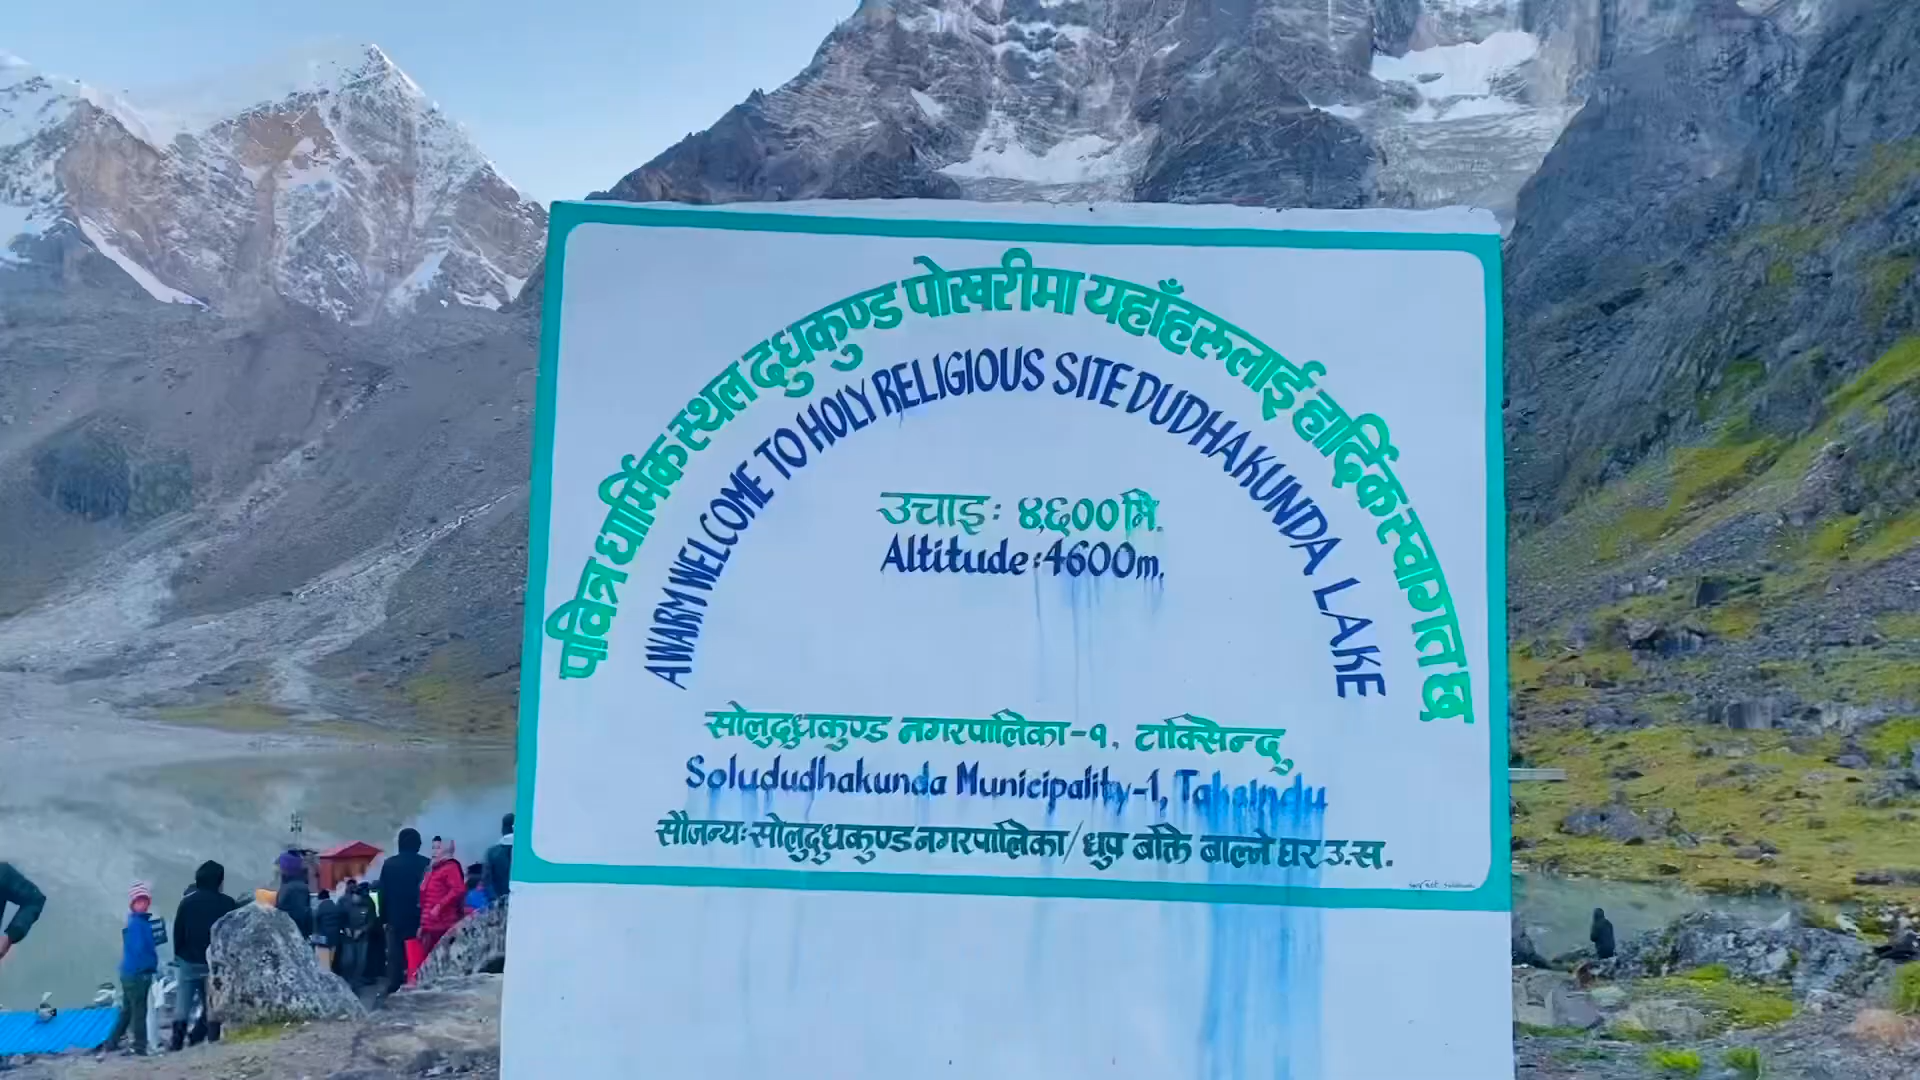 पवित्र धार्मिक स्थल दुधकुण्ड पोखरीमा यहाँहरुलाई हार्दिक स्वागत छ
AWARM WELCOME TO HOLY RELIGIOUS SITE DUDHAKUNDA LAKE
उचाइ: ४,६०० मि.
Altitude:4600m.
सोलुदुधकुण्ड नगरपालिका-१, टाक्सिन्दु
Solududhakunda Municipality-1, Taksindu
सौजन्य: सोलुदुधकुण्ड नगरपालिका/धुप बत्ति बाल्ने घर उ.स.